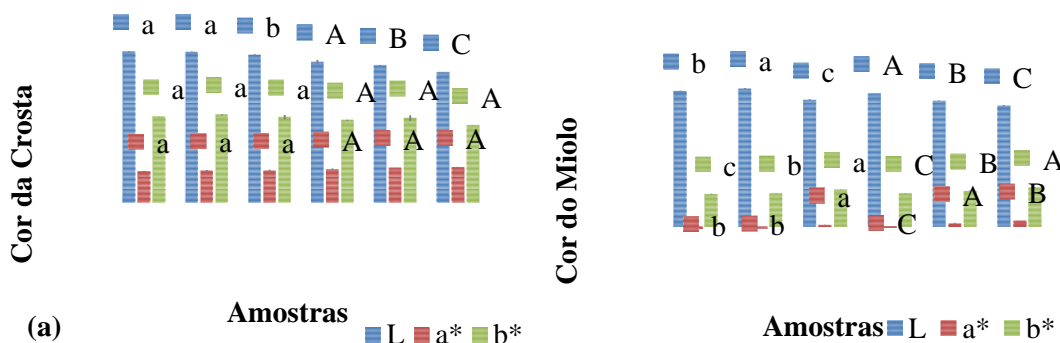 a a b A B C
a a a A A A
a a a A A A
Cor da Crosta
Amostras
(a)
L a* b*
b a c A B C
c b a C B A
b b a C A B
Cor do Miolo
Amostras L a* b*